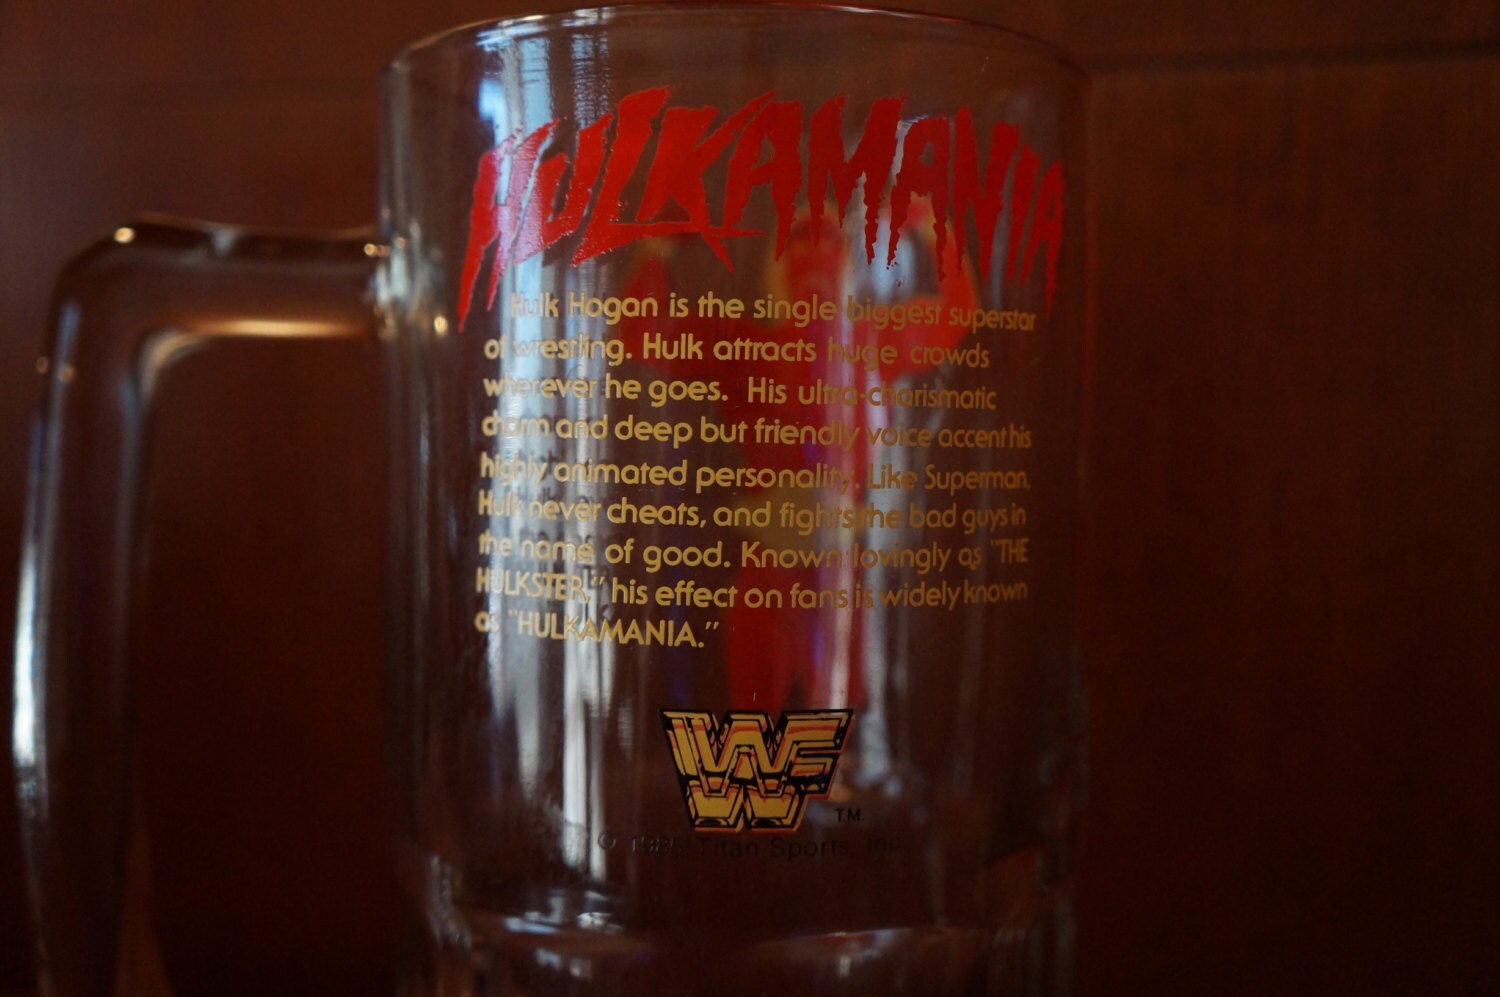 HULKAMANIA
Hulk Hogan is the single biggest superstar
of wrestling. Hulk attracts huge crowds
wherever he goes. His ultra-charismatic
charm and deep but friendly voice accent his
highly animated personality. Like Superman,
Hulk never cheats, and fights the bad guys in
the name of good. Known lovingly as "THE
HULKSTER," his effect on fans is widely known
as "HULKAMANIA."
WF
TM
© 1985 Titan Sports, Inc.